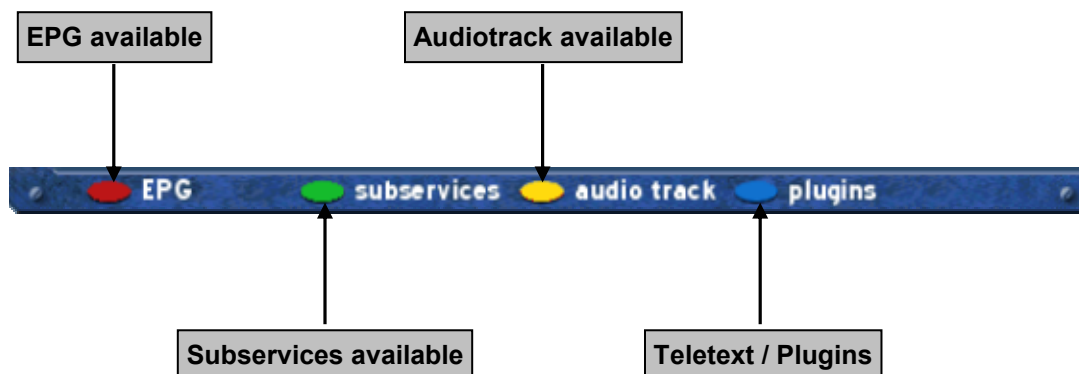 EPG available
Audiotrack available
EPG subservices audio track plugins
Subservices available
Teletext / Plugins